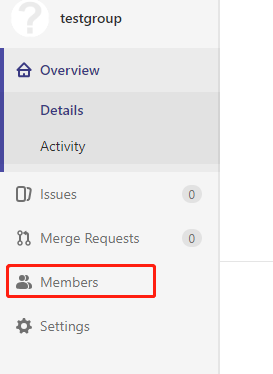 testgroup
Overview
Details
Activity
Issues 0
Merge Requests 0
Members
Settings